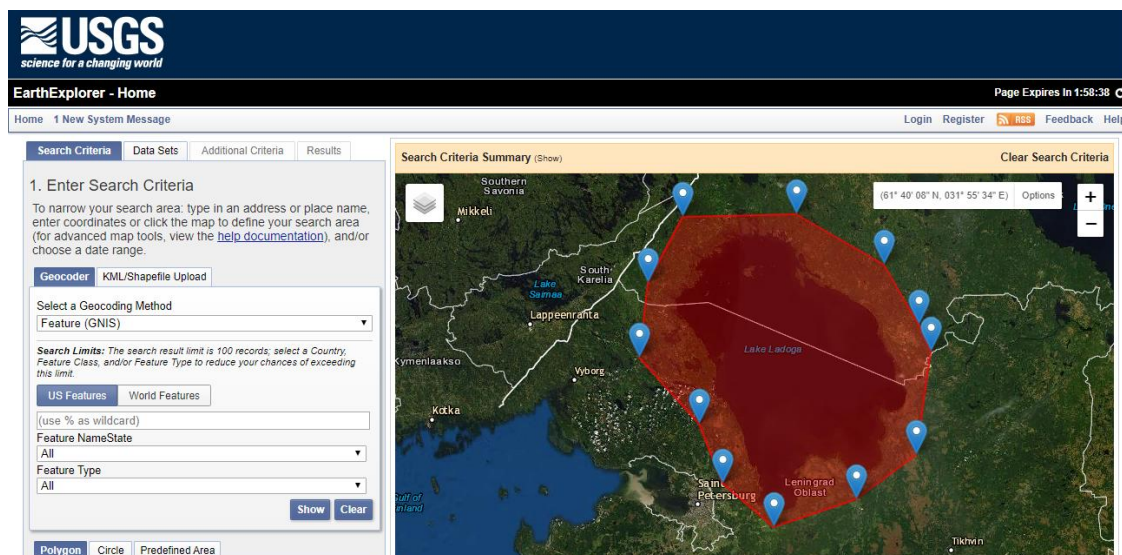 USGS
science for a changing world
EarthExplorer - Home
Page Expires In 1:58:38
Home 1 New System Message
Login Register RSS Feedback Help
Search Criteria Data Sets Additional Criteria Results
1. Enter Search Criteria
To narrow your search area: type in an address or place name,
enter coordinates or click the map to define your search area
(for advanced map tools, view the help documentation), and/or
choose a date range.
Geocoder KML/Shapefile Upload
Select a Geocoding Method
Feature (GNIS)
Search Limits: The search result limit is 100 records; select a Country,
Feature Class, and/or Feature Type to reduce your chances of exceeding
this limit.
US Features World Features
(use % as wildcard)
Feature NameState
All
Feature Type
All
Show Clear
Polygon Circle Predefined Area
Search Criteria Summary (Show)
Clear Search Criteria
(61° 40' 08" N, 031° 55' 34" E) Options
+
−
Southern
Savonia
Mikkeli
South
Karelia
Lake
Saimaa
Lappeenranta
Lake Ladoga
Kymenlaakso
Vyborg
Kotka
Saint
Petersburg
Leningrad
Oblast
Gulf of
Finland
Tikhvin